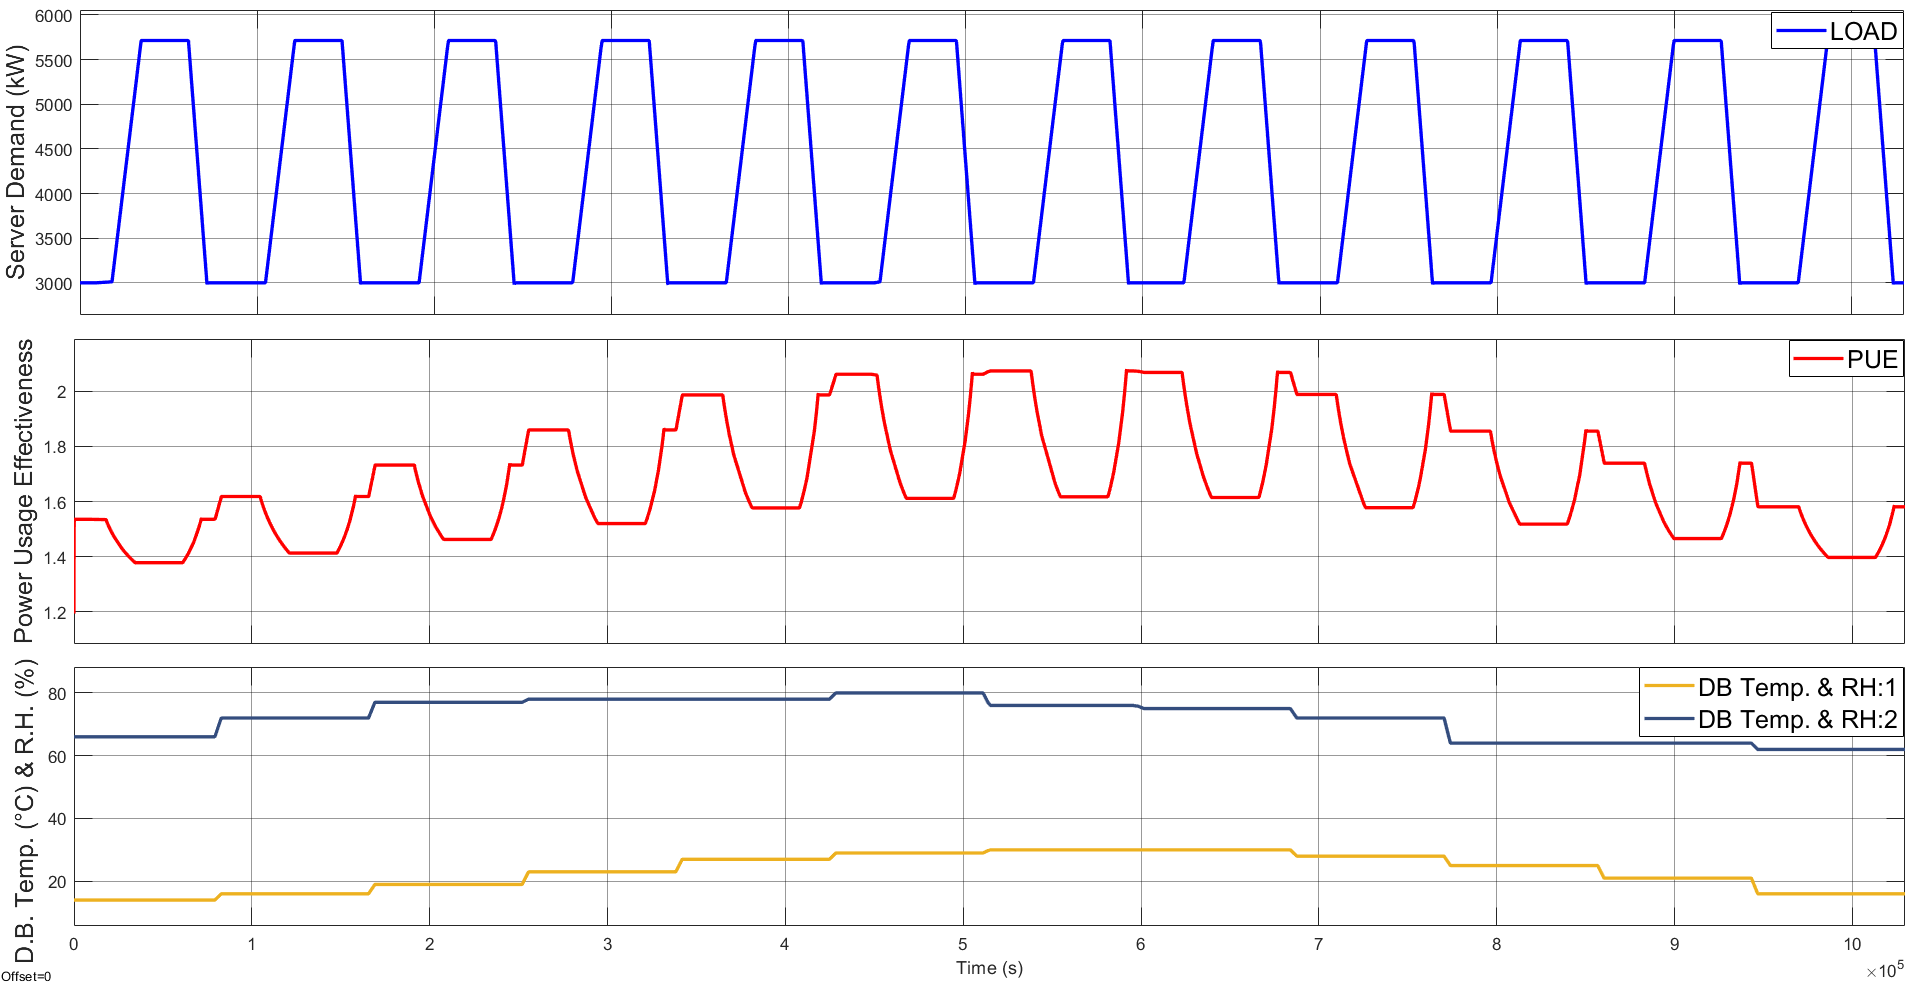 Server Demand (kW)
6000
5500
5000
4500
4000
3500
3000
LOAD
Power Usage Effectiveness
2
1.8
1.6
1.4
1.2
PUE
D.B. Temp. (°C) & R.H. (%)
80
60
40
20
DB Temp. & RH:1
DB Temp. & RH:2
0 1 2 3 4 5 6 7 8 9 10
Time (s)
×10⁵
Offset=0